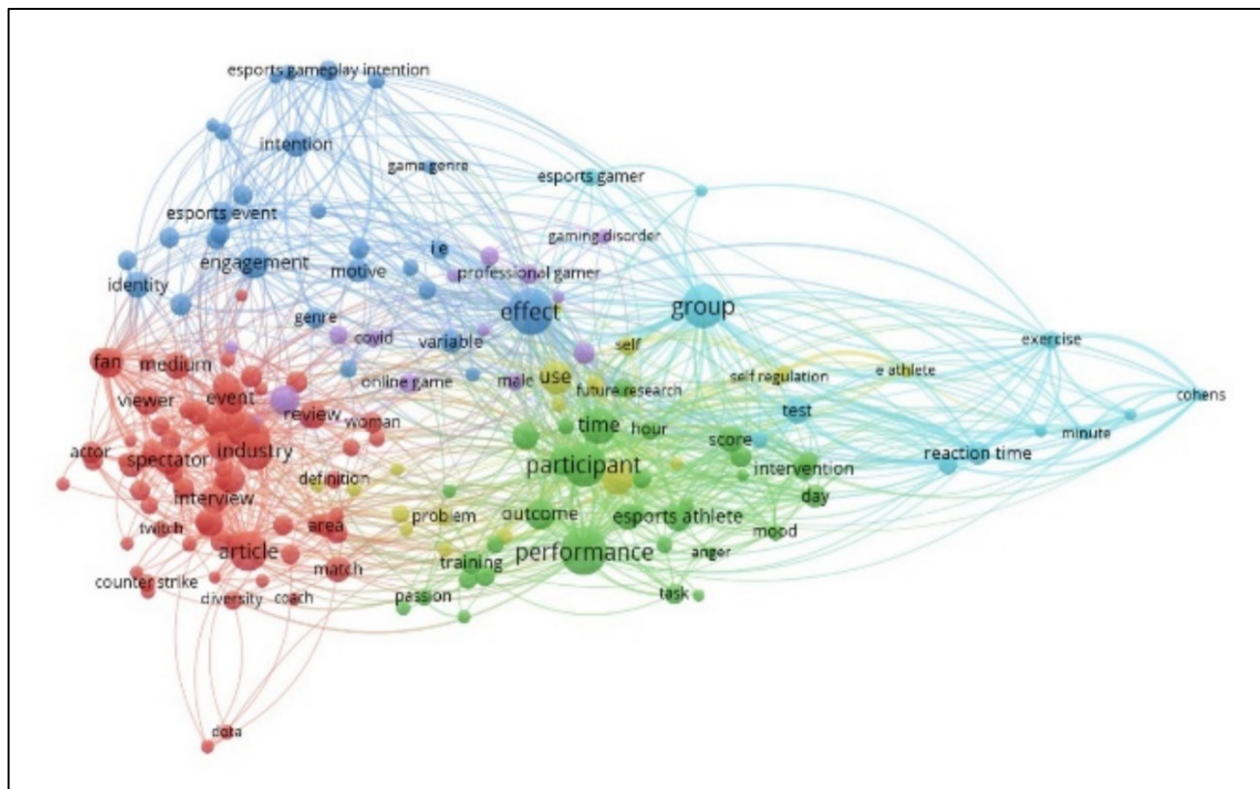 esports gameplay intention
intention
game genre
esports gamer
esports event
gaming disorder
i e
engagement
motive
professional gamer
identity
effect
group
genre
covid
variable
self
exercise
fan
medium
online game
male
use
future research
self regulation
e athlete
cohens
viewer
event
review
woman
time
hour
test
minute
actor
spectator
industry
participant
score
intervention
reaction time
definition
interview
day
twitch
area
problem
outcome
esports athlete
mood
article
performance
anger
match
training
counter strike
diversity
coach
passion
task
dota